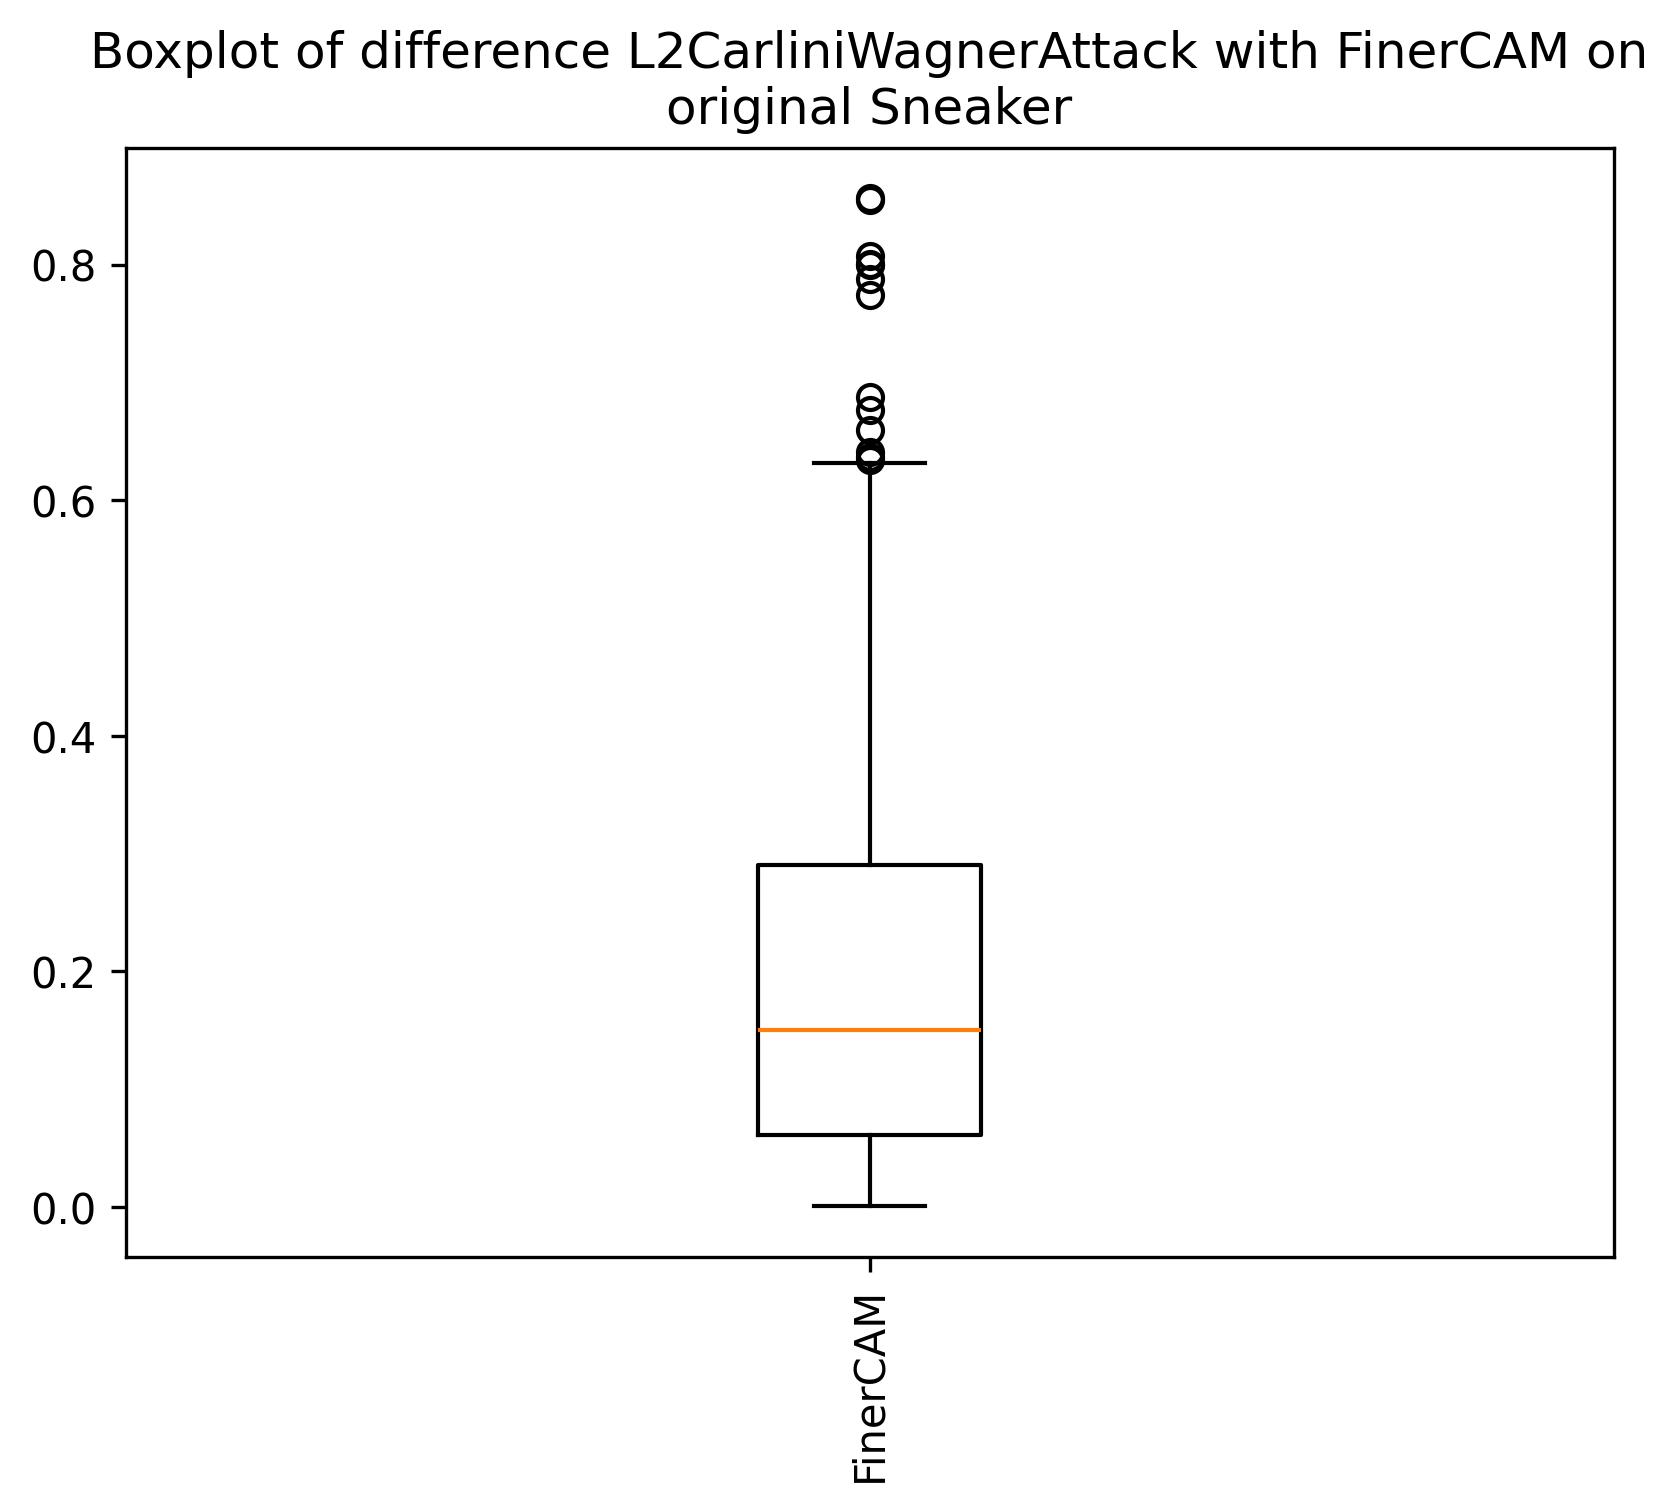 Boxplot of difference L2CarliniWagnerAttack with FinerCAM on
original Sneaker
0.8
0.6
0.4
0.2
0.0
FinerCAM